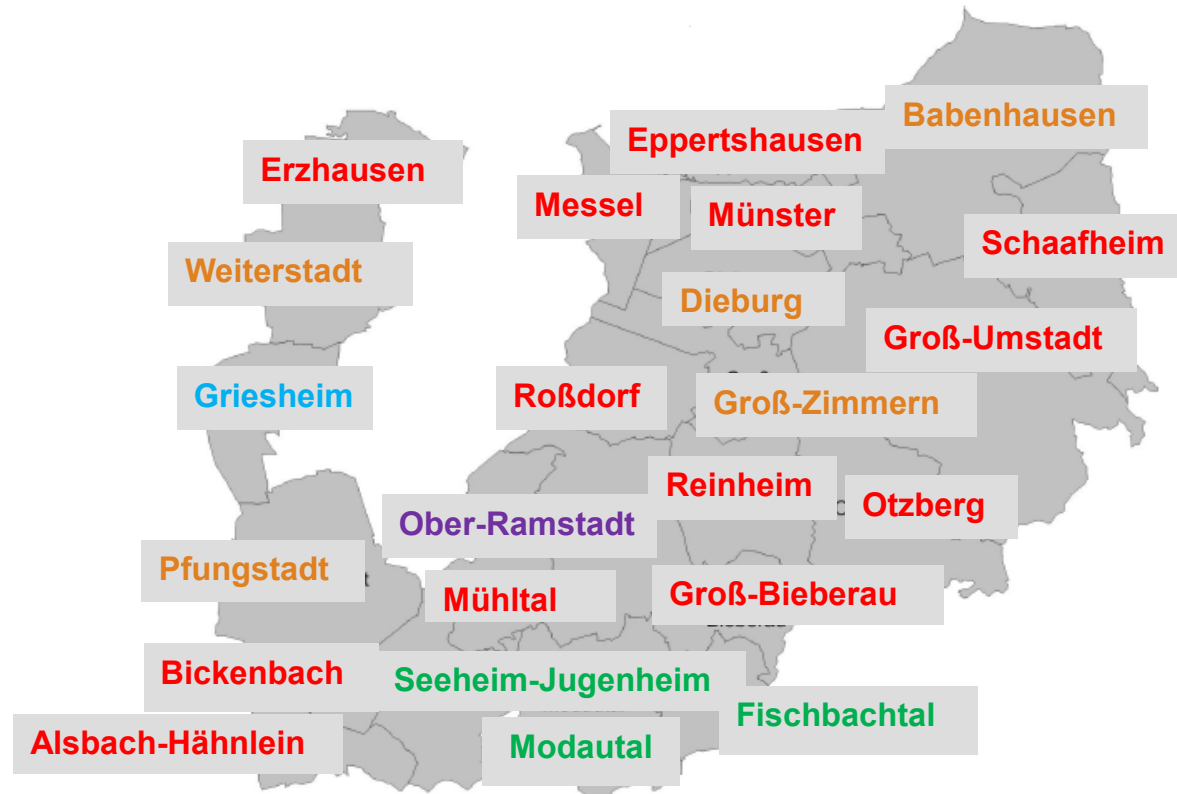 Babenhausen
Eppertshausen
Erzhausen
Messel
Münster
Schaafheim
Weiterstadt
Dieburg
Groß-Umstadt
Griesheim
Roßdorf
Groß-Zimmern
Reinheim
Otzberg
Ober-Ramstadt
Pfungstadt
Mühltal
Groß-Bieberau
Bickenbach
Seeheim-Jugenheim
Fischbachtal
Alsbach-Hähnlein
Modautal